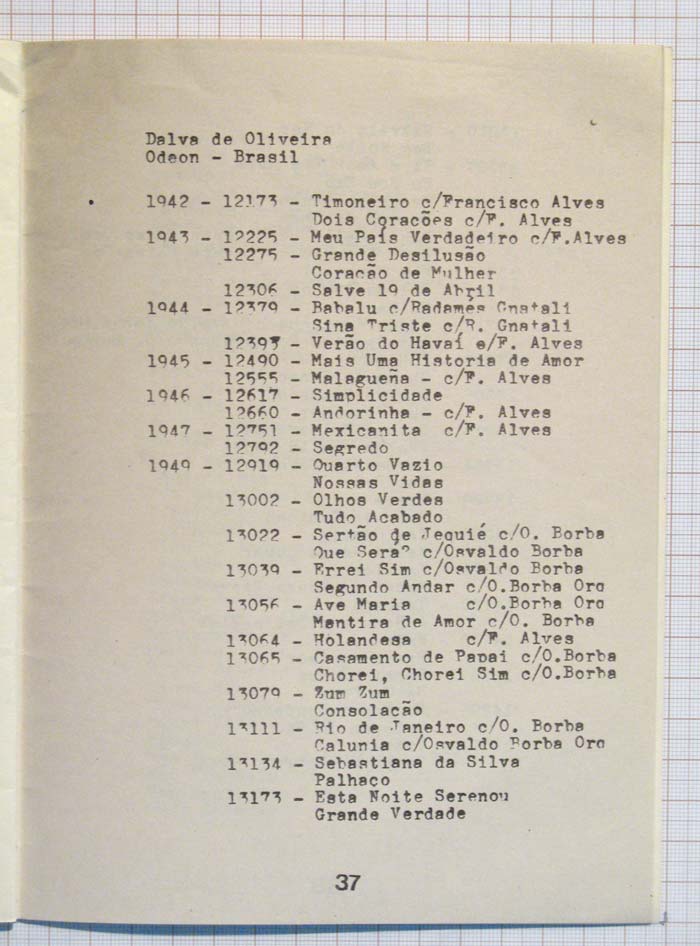 Dalva de Oliveira
Odeon - Brasil
1942 - 12173 - Timoneiro c/Francisco Alves
Dois Corações c/F. Alves
1943 - 12225 - Meu País Verdadeiro c/F.Alves
12275 - Grande Desilusão
Coração de Mulher
12306 - Salve 19 de Abril
1944 - 12379 - Babalu c/Radames Gnatali
Sina Triste c/R. Gnatali
12393 - Verão do Havaí e/F. Alves
1945 - 12490 - Mais Uma Historia de Amor
12555 - Malagueña - c/F. Alves
1946 - 12617 - Simplicidade
12660 - Andorinha - c/F. Alves
1947 - 12751 - Mexicanita c/F. Alves
12792 - Segredo
1949 - 12919 - Quarto Vazio
Nossas Vidas
13002 - Olhos Verdes
Tudo Acabado
13022 - Sertão de Jequié c/O. Borba
Que Será? c/Osvaldo Borba
13039 - Errei Sim c/Osvaldo Borba
Segundo Andar c/O.Borba Orq
13056 - Ave Maria c/O.Borba Orq
Mentira de Amor c/O. Borba
13064 - Holandesa c/F. Alves
13065 - Casamento de Papai c/O.Borba
Chorei, Chorei Sim c/O.Borba
13079 - Zum Zum
Consolação
13111 - Rio de Janeiro c/O. Borba
Calunia c/Osvaldo Borba Orq
13134 - Sebastiana da Silva
Palhaço
13173 - Esta Noite Serenou
Grande Verdade
37